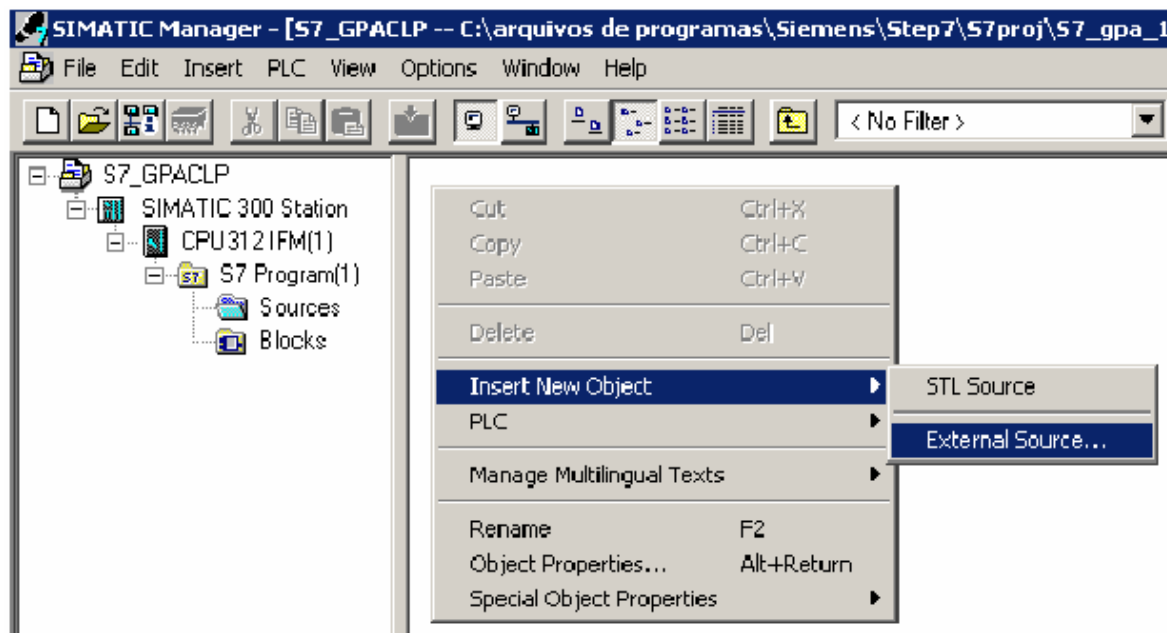 SIMATIC Manager - [S7_GPACLP -- C:\arquivos de programas\Siemens\Step7\S7proj\S7_gpa_1
File Edit Insert PLC View Options Window Help
< No Filter >
S7_GPACLP
SIMATIC 300 Station
CPU312 IFM(1)
S7 Program(1)
Sources
Blocks
Cut Ctrl+X
Copy Ctrl+C
Paste Ctrl+V
Delete Del
Insert New Object
PLC
Manage Multilingual Texts
Rename F2
Object Properties... Alt+Return
Special Object Properties
STL Source
External Source...